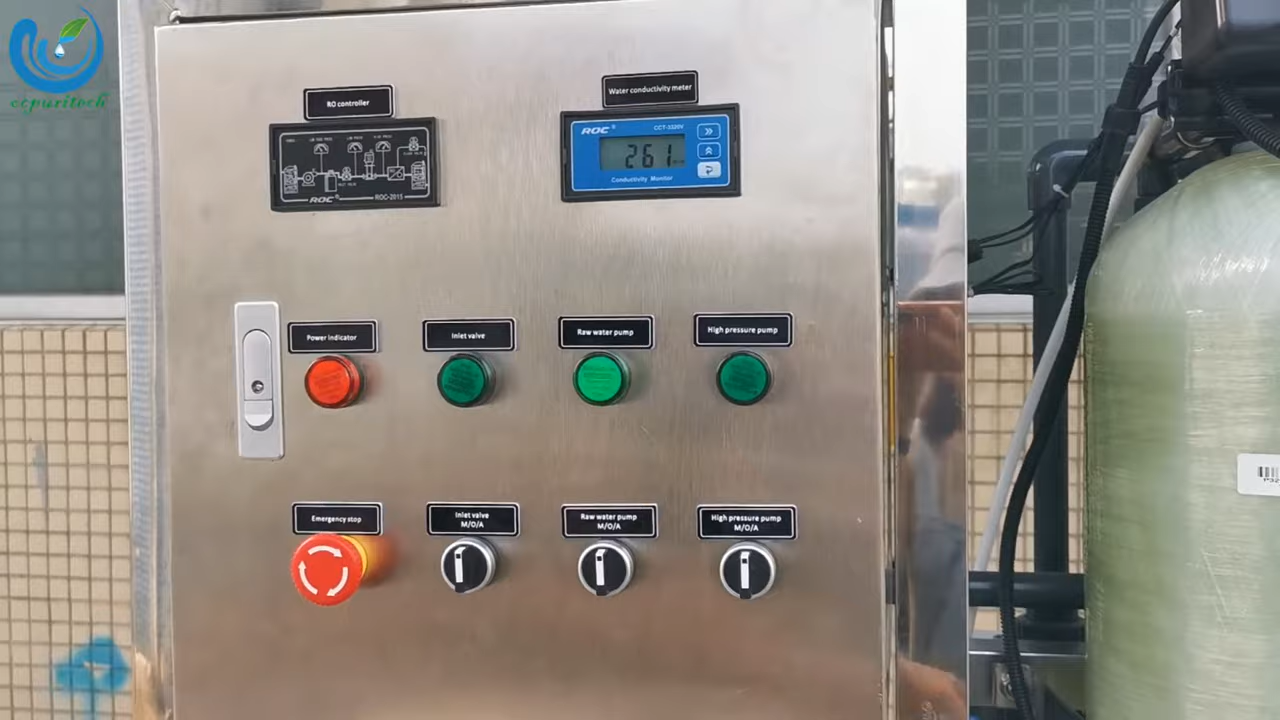 ccpuritech
RO controller
Water conductivity meter
ROC®
CCT-3320V
261
Conductivity Monitor
ROC®
ROC-2015
Power indicator
Inlet valve
Raw water pump
High pressure pump
Emergency stop
Inlet valve
M/O/A
Raw water pump
M/O/A
High pressure pump
M/O/A